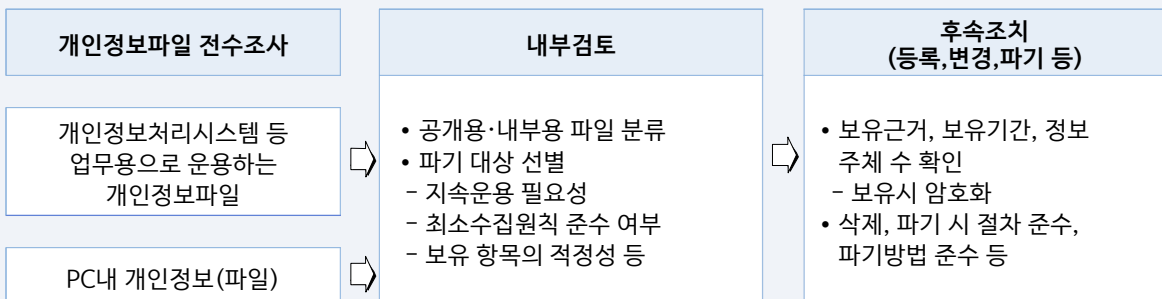 개인정보파일 전수조사
개인정보처리시스템 등
업무용으로 운용하는
개인정보파일
PC내 개인정보(파일)
내부검토
• 공개용·내부용 파일 분류
• 파기 대상 선별
- 지속운용 필요성
- 최소수집원칙 준수 여부
- 보유 항목의 적정성 등
후속조치
(등록,변경,파기 등)
• 보유근거, 보유기간, 정보
주체 수 확인
- 보유시 암호화
• 삭제, 파기 시 절차 준수,
파기방법 준수 등